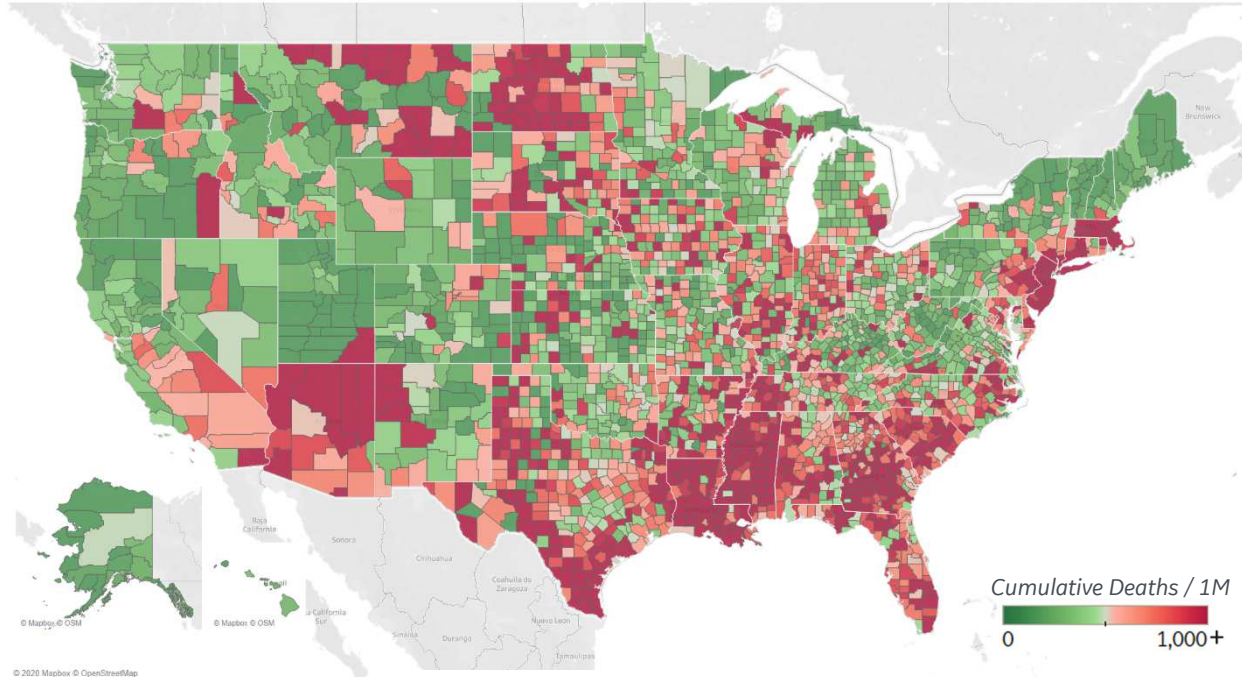 New
Brunswick
Baja
California
Sonora
Chihuahua
Coahuila de
Zaragoza
Nuevo León
Sinaloa
Durango
Tamaulipas
a California
Sur
© Mapbox © OSM
© Mapbox © OSM
Cumulative Deaths / 1M
0
1,000+
© 2020 Mapbox © OpenStreetMap